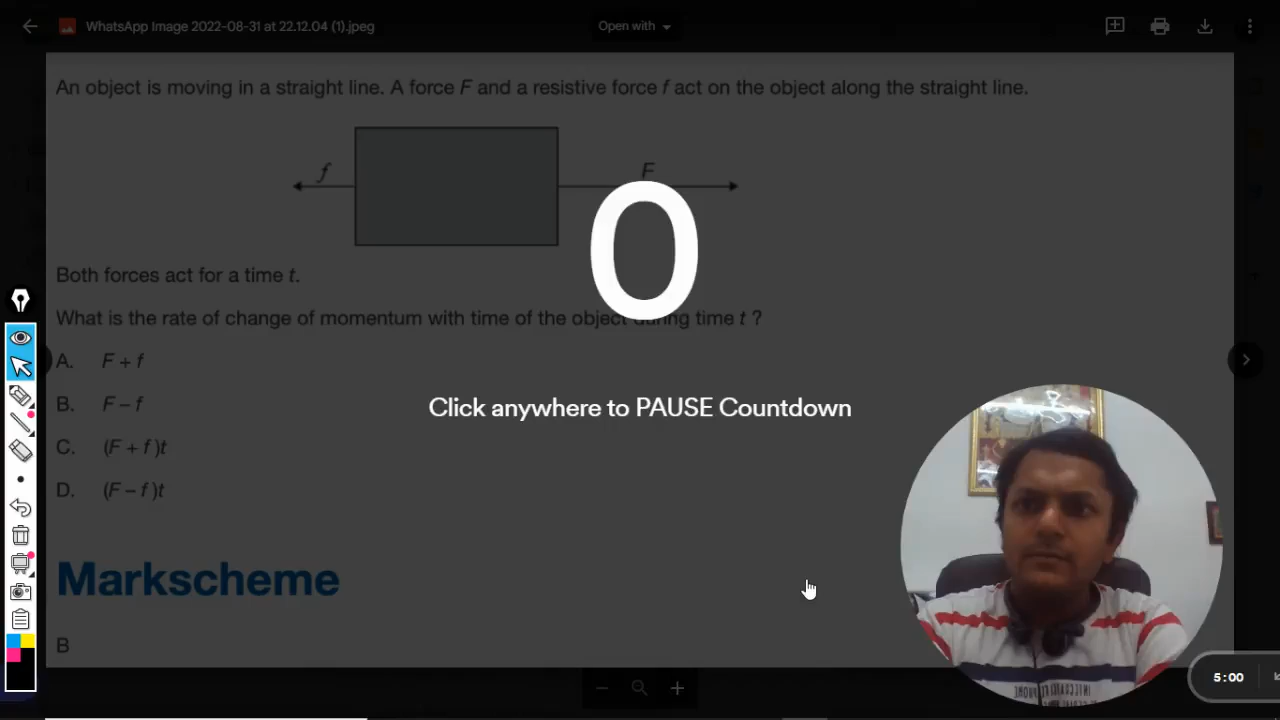 WhatsApp Image 2022-08-31 at 22.12.04 (1).jpeg
Open with
An object is moving in a straight line. A force F and a resistive force f act on the object along the straight line.
f
F
0
Both forces act for a time t.
What is the rate of change of momentum with time of the object during time t ?
A. F + f
Click anywhere to PAUSE Countdown
B. F – f
C. (F + f )t
D. (F – f )t
Markscheme
B
5:00